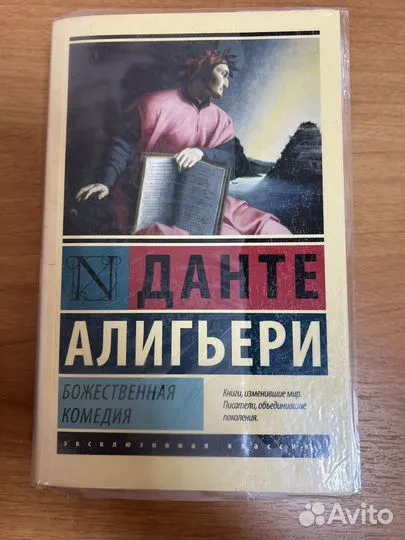 N
ДАНТЕ
АЛИГЬЕРИ
БОЖЕСТВЕННАЯ
КОМЕДИЯ
Книги, изменившие мир.
Писатели, объединившие
поколения.
эксклюзивная классика
Avito